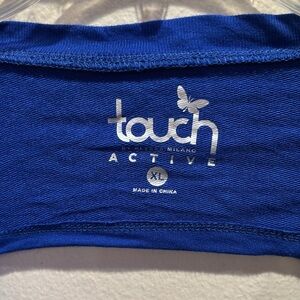 touch
MILANO
ACTIVE
XL
MADE IN CHINA